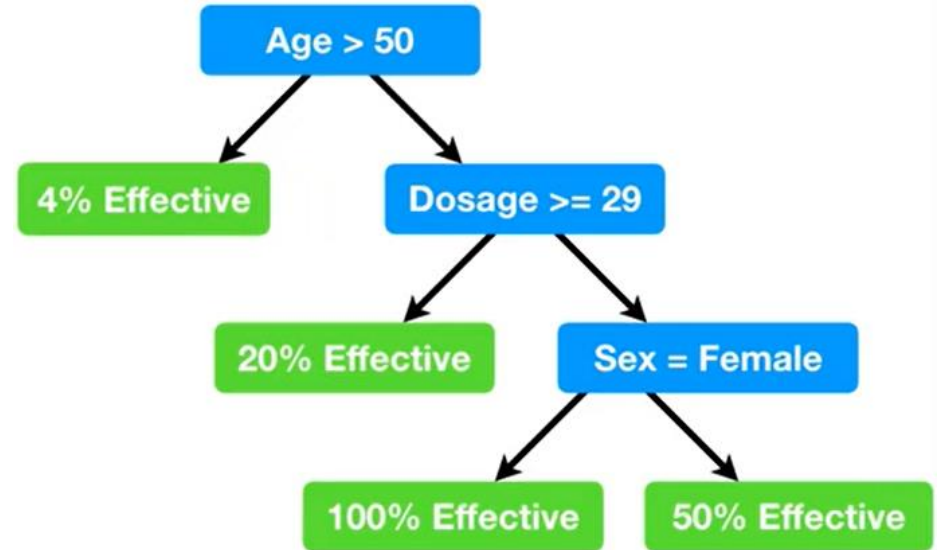 Age > 50
4% Effective
Dosage >= 29
20% Effective
Sex = Female
100% Effective
50% Effective